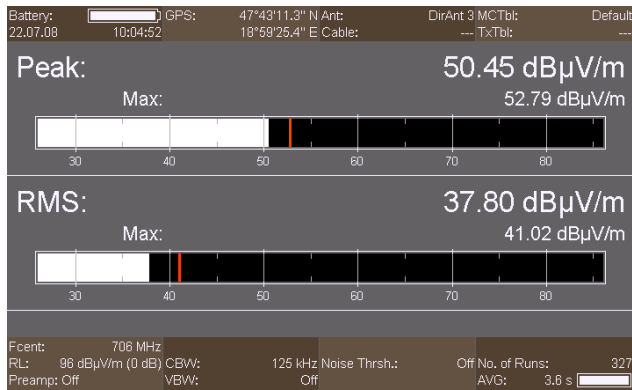 Battery: GPS: 47°43'11.3" N Ant: DirAnt 3 MCTbl: Default
22.07.08 10:04:52 18°59'25.4" E Cable: --- TxTbl: ---
Peak: 50.45 dBµV/m
Max: 52.79 dBµV/m
30 40 50 60 70 80
RMS: 37.80 dBµV/m
Max: 41.02 dBµV/m
30 40 50 60 70 80
Fcent: 706 MHz
RL: 96 dBµV/m (0 dB) CBW: 125 kHz Noise Thrsh.: Off No. of Runs: 327
Preamp: Off VBW: Off AVG: 3.6 s